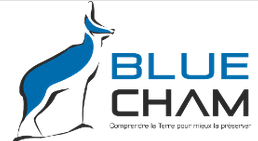 BLUE
CHAM
Comprendre la Terre pour mieux la préserver